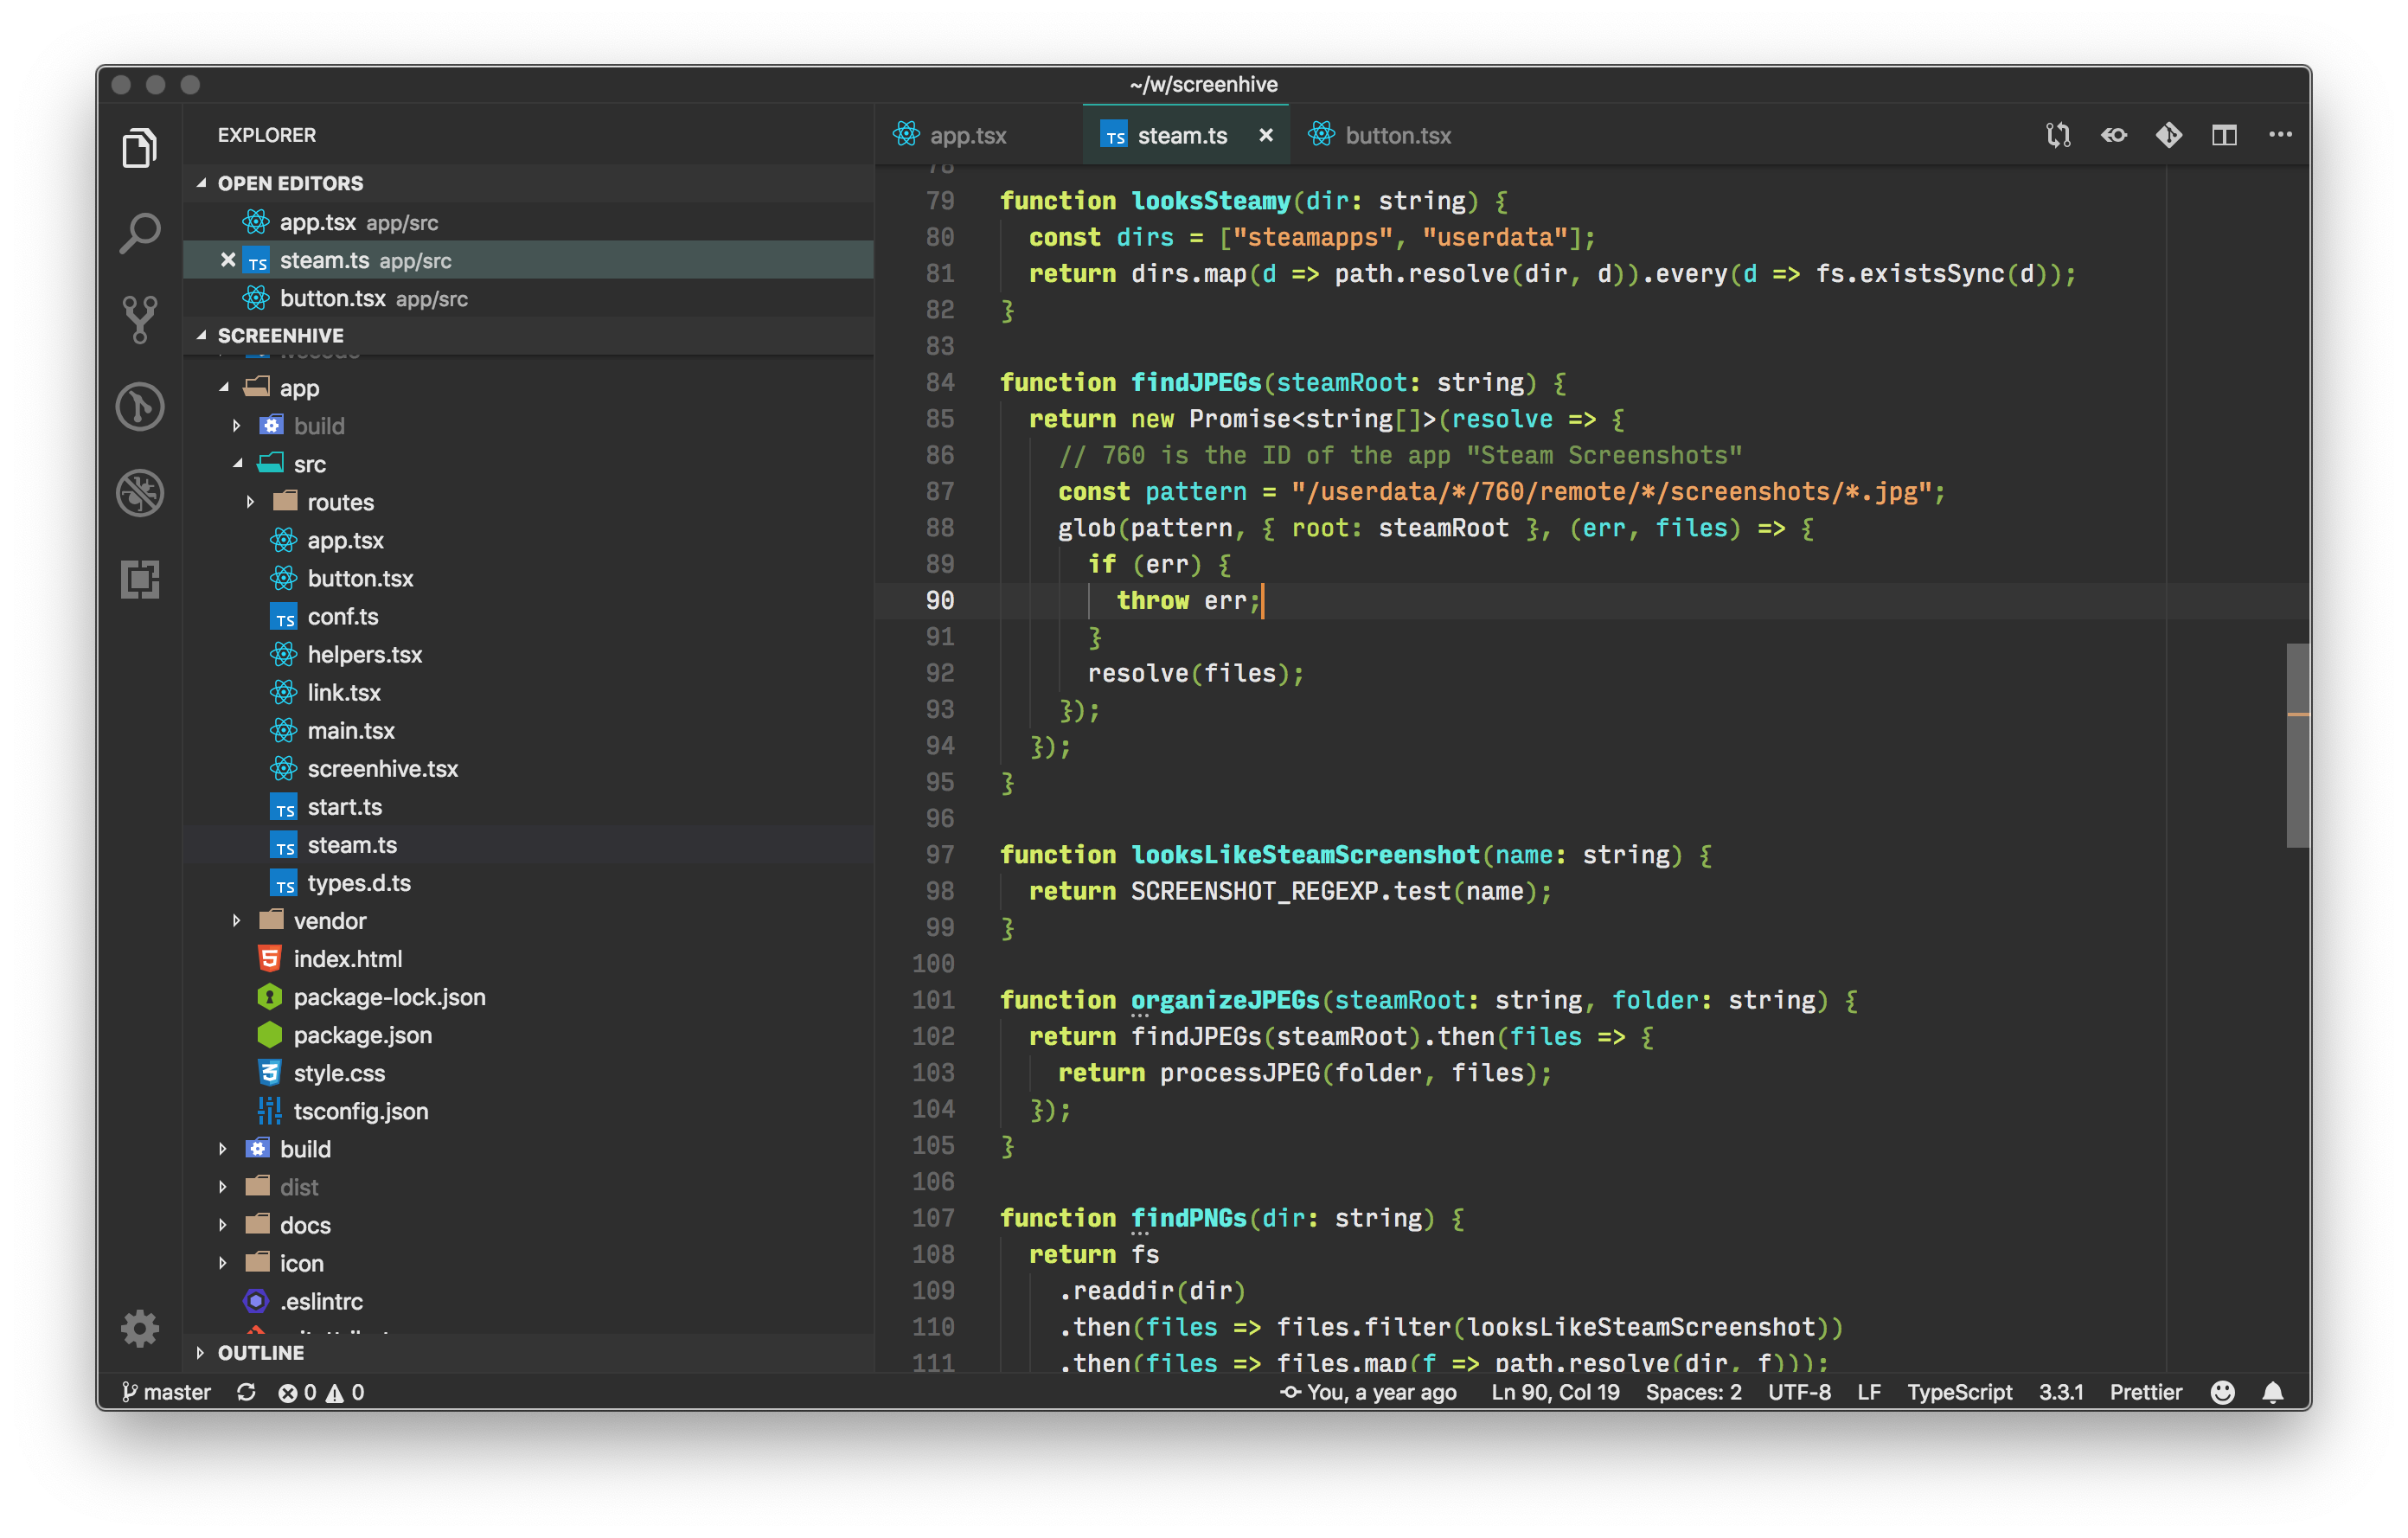 ~/w/screenhive
EXPLORER
OPEN EDITORS
app.tsx app/src
TS steam.ts app/src
button.tsx app/src
SCREENHIVE
app
build
src
routes
app.tsx
button.tsx
TS conf.ts
helpers.tsx
link.tsx
main.tsx
screenhive.tsx
TS start.ts
TS steam.ts
TS types.d.ts
vendor
index.html
package-lock.json
package.json
style.css
tsconfig.json
build
dist
docs
icon
.eslintrc
OUTLINE
app.tsx
TS steam.ts
button.tsx
78
79 function looksSteamy(dir: string) {
80 const dirs = ["steamapps", "userdata"];
81 return dirs.map(d => path.resolve(dir, d)).every(d => fs.existsSync(d));
82 }
83
84 function findJPEGs(steamRoot: string) {
85 return new Promise<string[]>(resolve => {
86 // 760 is the ID of the app "Steam Screenshots"
87 const pattern = "/userdata/*/760/remote/*/screenshots/*.jpg";
88 glob(pattern, { root: steamRoot }, (err, files) => {
89 if (err) {
90 throw err;
91 }
92 resolve(files);
93 });
94 });
95 }
96
97 function looksLikeSteamScreenshot(name: string) {
98 return SCREENSHOT_REGEXP.test(name);
99 }
100
101 function organizeJPEGs(steamRoot: string, folder: string) {
102 return findJPEGs(steamRoot).then(files => {
103 return processJPEG(folder, files);
104 });
105 }
106
107 function findPNGs(dir: string) {
108 return fs
109 .readdir(dir)
110 .then(files => files.filter(looksLikeSteamScreenshot))
111 .then(files => files.map(f => path.resolve(dir, f)));
master 0 0 You, a year ago Ln 90, Col 19 Spaces: 2 UTF-8 LF TypeScript 3.3.1 Prettier